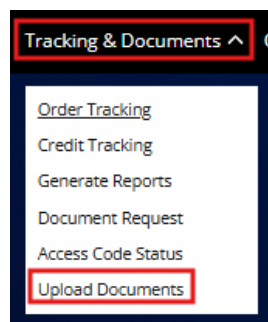 Tracking & Documents
Order Tracking
Credit Tracking
Generate Reports
Document Request
Access Code Status
Upload Documents